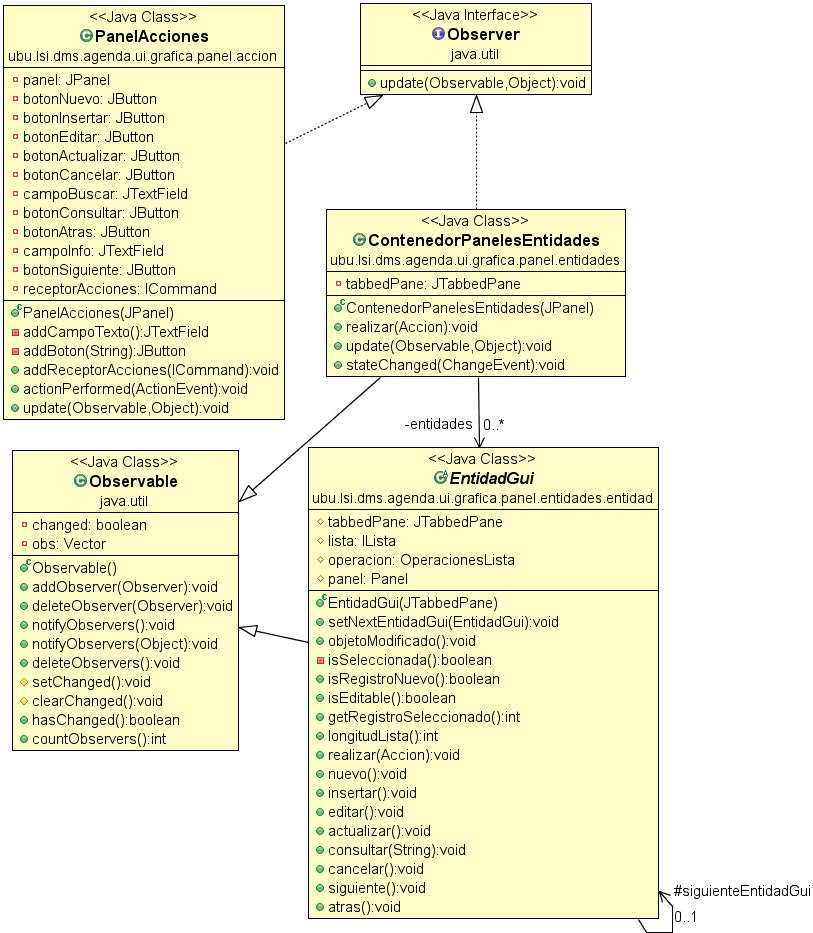 <<Java Class>>
PanelAcciones
ubu.lsi.dms.agenda.ui.grafica.panel.accion
panel: JPanel
botonNuevo: JButton
botonInsertar: JButton
botonEditar: JButton
botonActualizar: JButton
botonCancelar: JButton
campoBuscar: JTextField
botonConsultar: JButton
botonAtras: JButton
campoInfo: JTextField
botonSiguiente: JButton
receptorAcciones: ICommand
PanelAcciones(JPanel)
addCampoTexto():JTextField
addBoton(String):JButton
addReceptorAcciones(ICommand):void
actionPerformed(ActionEvent):void
update(Observable,Object):void
<<Java Interface>>
Observer
java.util
update(Observable,Object):void
<<Java Class>>
ContenedorPanelesEntidades
ubu.lsi.dms.agenda.ui.grafica.panel.entidades
tabbedPane: JTabbedPane
ContenedorPanelesEntidades(JPanel)
realizar(Accion):void
update(Observable,Object):void
stateChanged(ChangeEvent):void
-entidades
0..*
<<Java Class>>
Observable
java.util
changed: boolean
obs: Vector
Observable()
addObserver(Observer):void
deleteObserver(Observer):void
notifyObservers():void
notifyObservers(Object):void
deleteObservers():void
setChanged():void
clearChanged():void
hasChanged():boolean
countObservers():int
<<Java Class>>
EntidadGui
ubu.lsi.dms.agenda.ui.grafica.panel.entidades.entidad
tabbedPane: JTabbedPane
lista: ILista
operacion: OperacionesLista
panel: Panel
EntidadGui(JTabbedPane)
setNextEntidadGui(EntidadGui):void
objetoModificado():void
isSeleccionada():boolean
isRegistroNuevo():boolean
isEditable():boolean
getRegistroSeleccionado():int
longitudLista():int
realizar(Accion):void
nuevo():void
insertar():void
editar():void
actualizar():void
consultar(String):void
cancelar():void
siguiente():void
atras():void
#siguienteEntidadGui
0..1